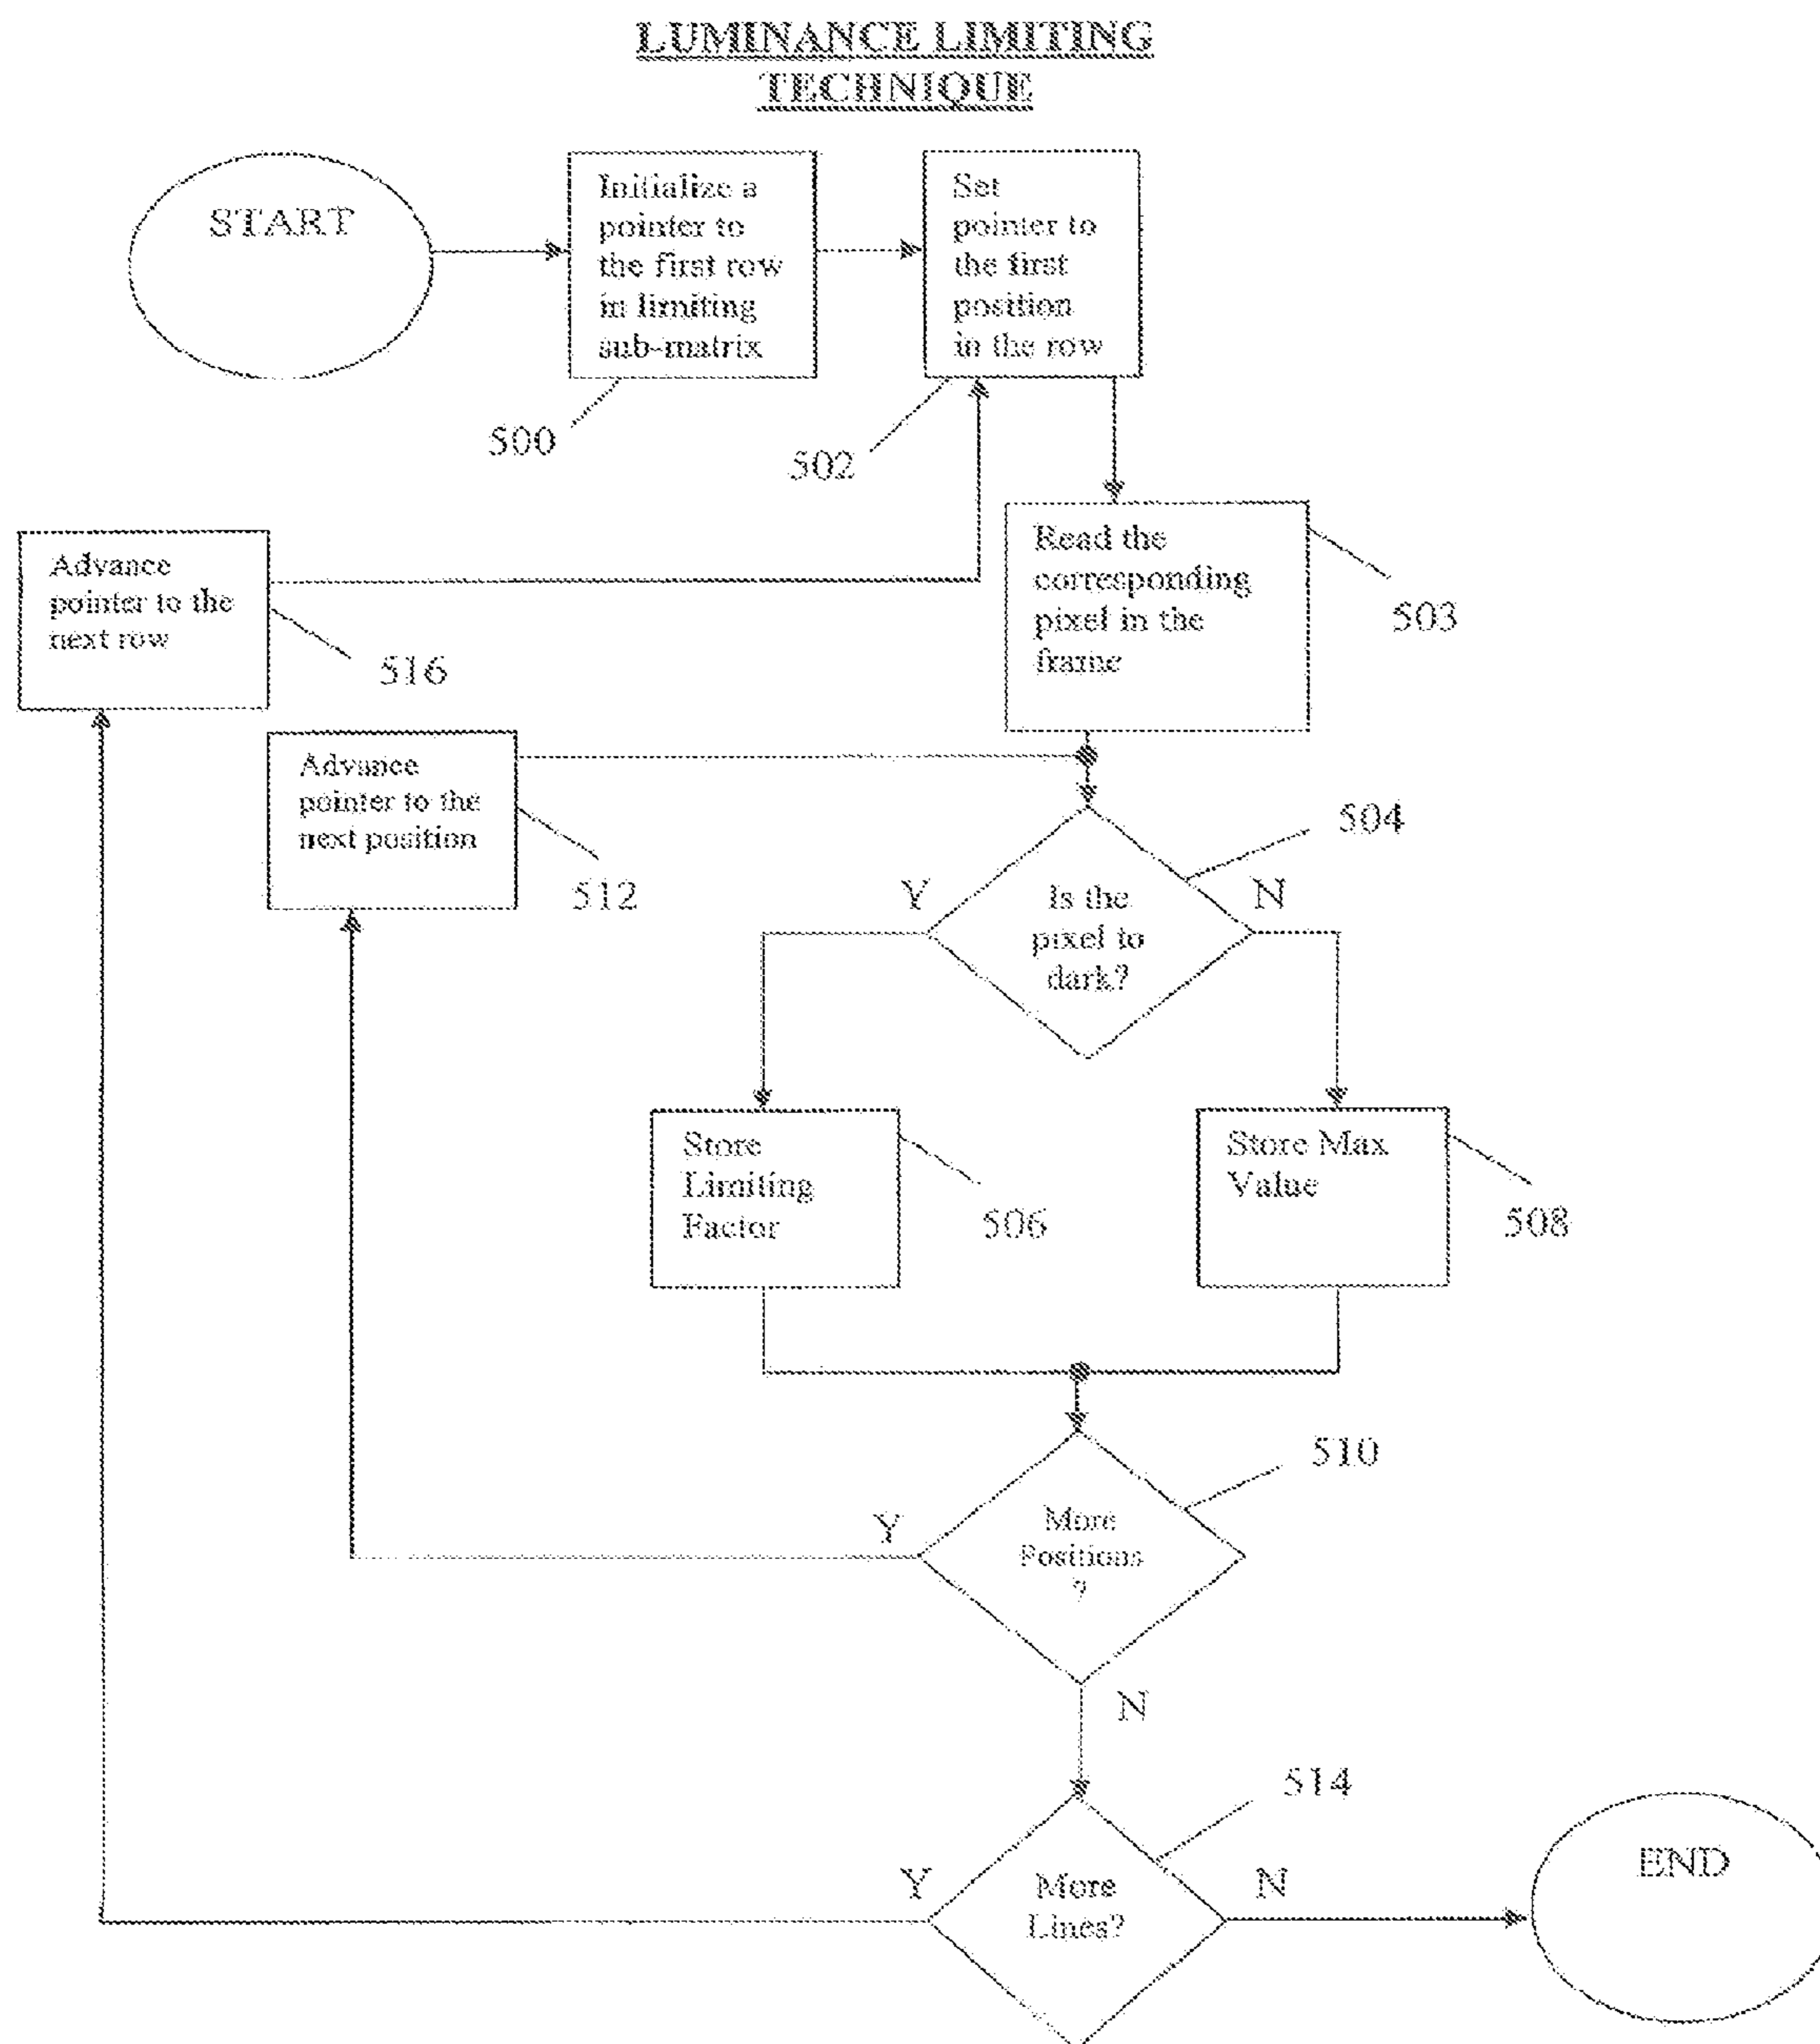 LUMINANCE LIMITING
TECHNIQUE
START
Initialize a
pointer to
the first row
in limiting
sub-matrix
500
Set
pointer to
the first
position
in the row
502
Read the
corresponding
pixel in the
frame
503
Advance
pointer to the
next row
516
Advance
pointer to the
next position
512
504
Y
N
Is the
pixel to
dark?
Store
Limiting
Factor
506
Store Max
Value
508
510
Y
More
Positions
?
N
514
Y
N
More
Lines?
END